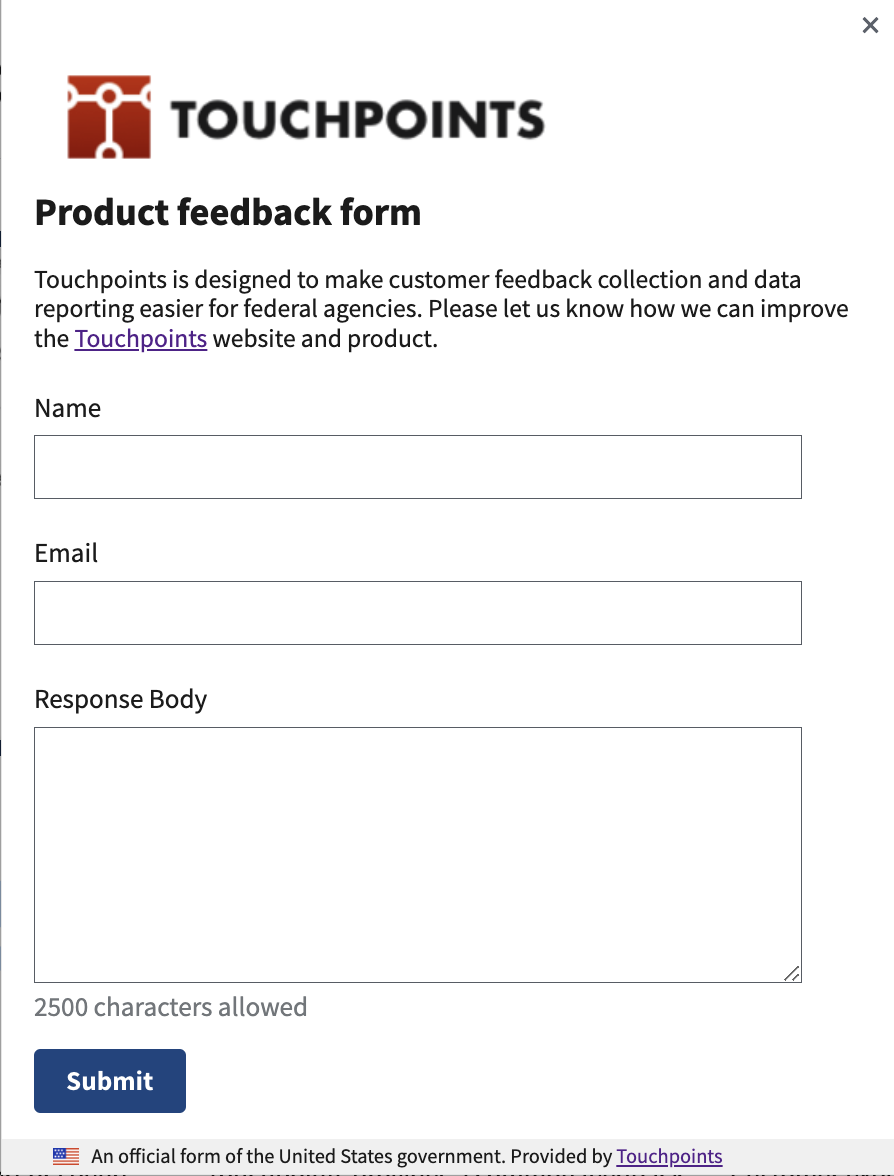 TOUCHPOINTS
Product feedback form
Touchpoints is designed to make customer feedback collection and data
reporting easier for federal agencies. Please let us know how we can improve
the Touchpoints website and product.
Name
Email
Response Body
2500 characters allowed
Submit
An official form of the United States government. Provided by Touchpoints